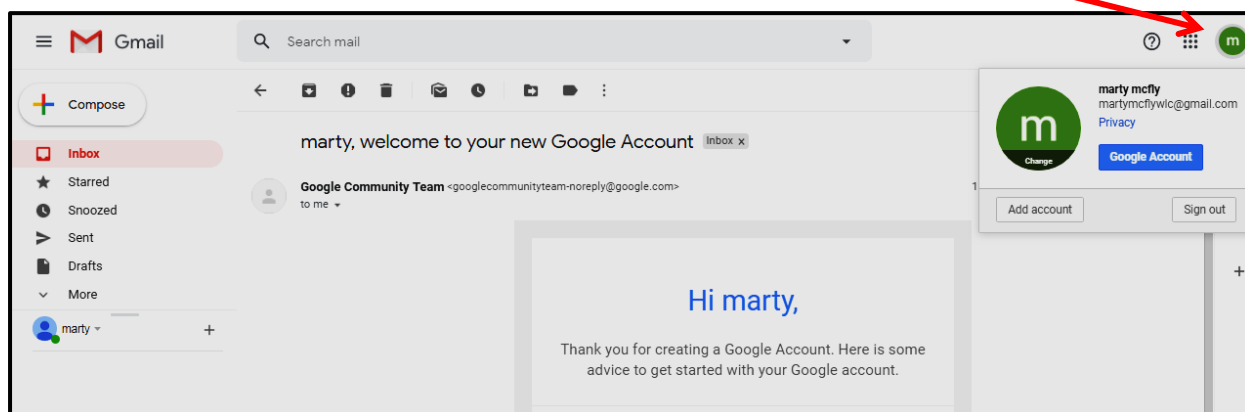 Gmail
Search mail
m
Compose
Inbox
Starred
Snoozed
Sent
Drafts
More
marty
marty, welcome to your new Google Account Inbox x
Google Community Team <googlecommunityteam-noreply@google.com>
to me
1
Hi marty,
Thank you for creating a Google Account. Here is some
advice to get started with your Google account.
m
Change
marty mcfly
martymcflywlc@gmail.com
Privacy
Google Account
Add account
Sign out